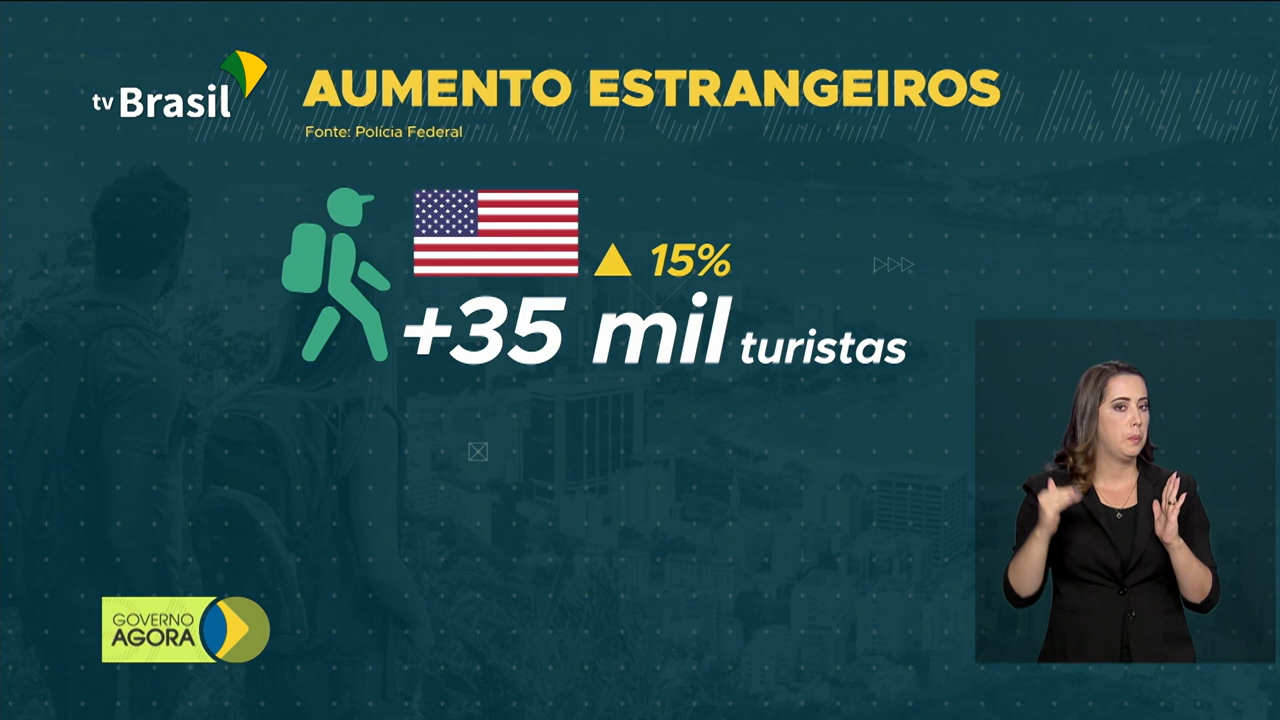 tv Brasil
AUMENTO ESTRANGEIROS
Fonte: Polícia Federal
15%
+35 mil turistas
GOVERNO
AGORA